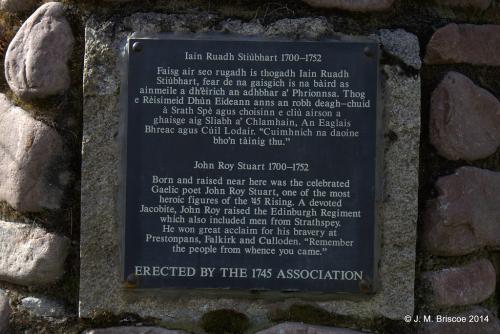 Iain Ruadh Stiùbhart 1700–1752
Faisg air seo rugadh is thogadh Iain Ruadh
Stiùbhart, fear de na gaisgich is na bàird as
ainmeile a dh'èirich an adhbhar a' Phrionnsa. Thog
e Rèisimeid Dhùn Eideann anns an robh deagh–chuid
à Srath Spè agus choisinn e cliù airson a
ghaisge aig Sliabh a' Chlamhain, An Eaglais
Bhreac agus Cùil Lodair. "Cuimhnich na daoine
bho'n tàinig thu."
John Roy Stuart 1700–1752
Born and raised near here was the celebrated
Gaelic poet John Roy Stuart, one of the most
heroic figures of the '45 Rising. A devoted
Jacobite, John Roy raised the Edinburgh Regiment
which also included men from Strathspey.
He won great acclaim for his bravery at
Prestonpans, Falkirk and Culloden. "Remember
the people from whence you came."
ERECTED BY THE 1745 ASSOCIATION
© J. M. Briscoe 2014